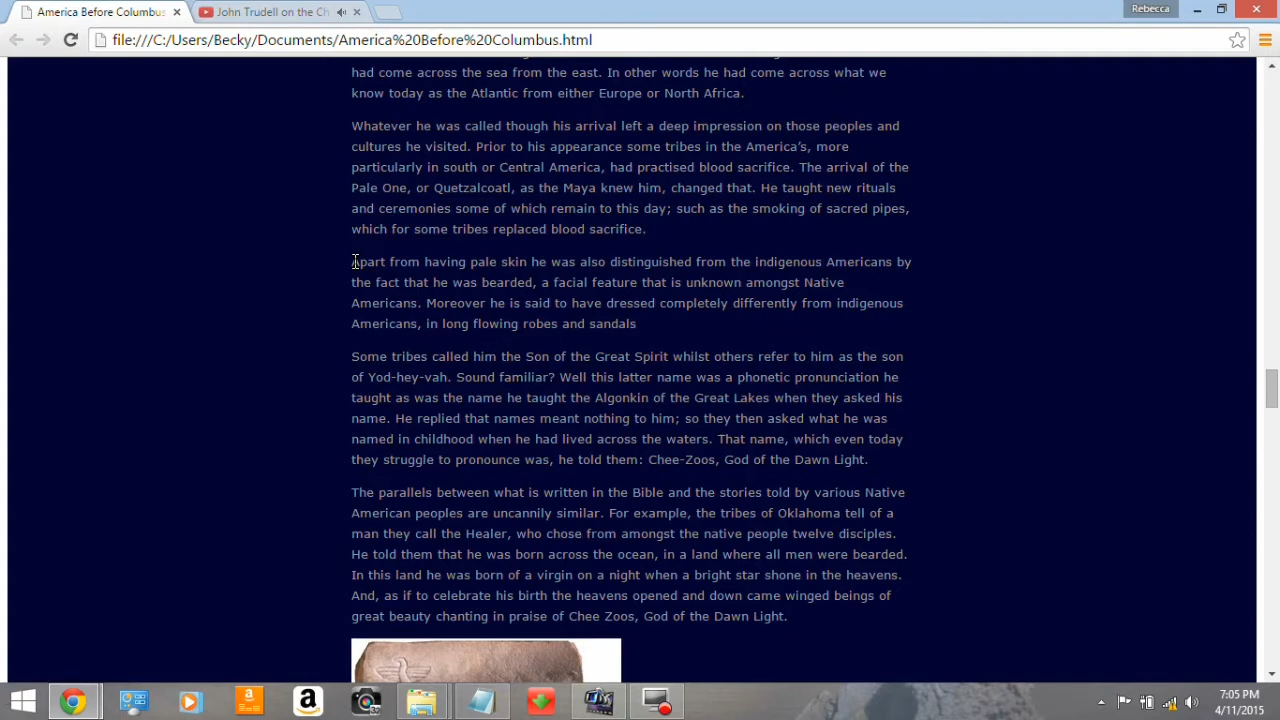 America Before Columbus
John Trudell on the Ch
Rebecca
file:///C:/Users/Becky/Documents/America%20Before%20Columbus.html
had come across the sea from the east. In other words he had come across what we
know today as the Atlantic from either Europe or North Africa.
Whatever he was called though his arrival left a deep impression on those peoples and
cultures he visited. Prior to his appearance some tribes in the America's, more
particularly in south or Central America, had practised blood sacrifice. The arrival of the
Pale One, or Quetzalcoatl, as the Maya knew him, changed that. He taught new rituals
and ceremonies some of which remain to this day; such as the smoking of sacred pipes,
which for some tribes replaced blood sacrifice.
Apart from having pale skin he was also distinguished from the indigenous Americans by
the fact that he was bearded, a facial feature that is unknown amongst Native
Americans. Moreover he is said to have dressed completely differently from indigenous
Americans, in long flowing robes and sandals
Some tribes called him the Son of the Great Spirit whilst others refer to him as the son
of Yod-hey-vah. Sound familiar? Well this latter name was a phonetic pronunciation he
taught as was the name he taught the Algonkin of the Great Lakes when they asked his
name. He replied that names meant nothing to him; so they then asked what he was
named in childhood when he had lived across the waters. That name, which even today
they struggle to pronounce was, he told them: Chee-Zoos, God of the Dawn Light.
The parallels between what is written in the Bible and the stories told by various Native
American peoples are uncannily similar. For example, the tribes of Oklahoma tell of a
man they call the Healer, who chose from amongst the native people twelve disciples.
He told them that he was born across the ocean, in a land where all men were bearded.
In this land he was born of a virgin on a night when a bright star shone in the heavens.
And, as if to celebrate his birth the heavens opened and down came winged beings of
great beauty chanting in praise of Chee Zoos, God of the Dawn Light.
7:05 PM
4/11/2015